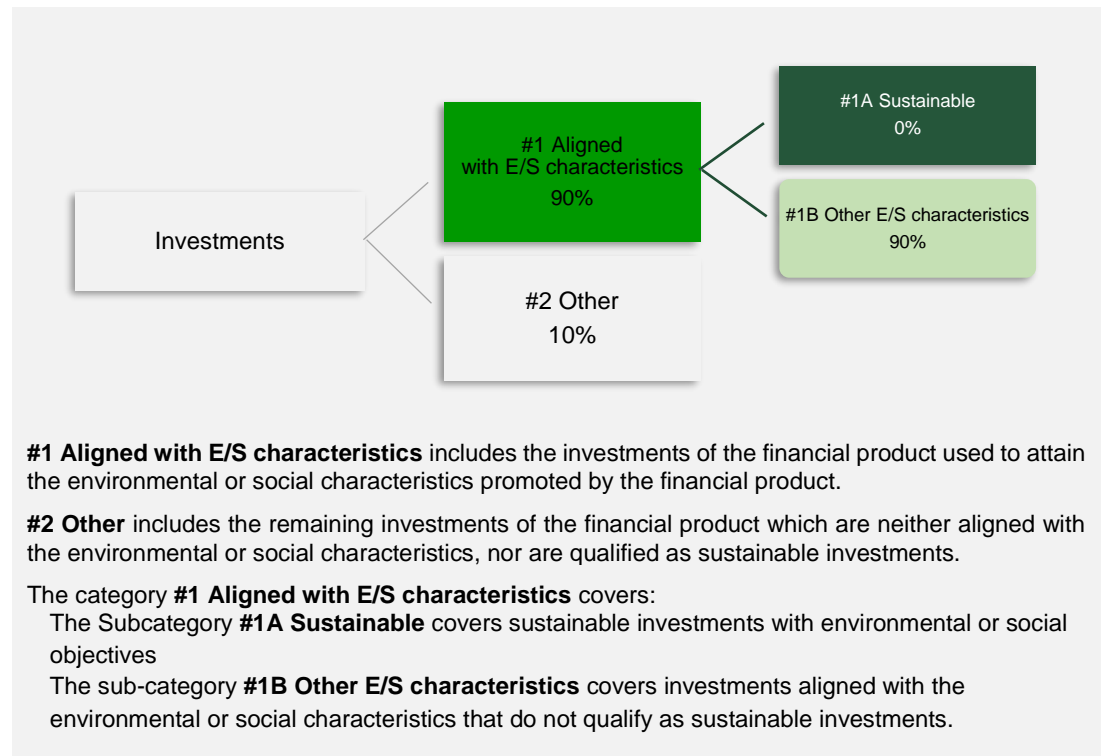 #1A Sustainable
0%
#1 Aligned
with E/S characteristics
90%
#1B Other E/S characteristics
90%
Investments
#2 Other
10%
#1 Aligned with E/S characteristics includes the investments of the financial product used to attain
the environmental or social characteristics promoted by the financial product.
#2 Other includes the remaining investments of the financial product which are neither aligned with
the environmental or social characteristics, nor are qualified as sustainable investments.
The category #1 Aligned with E/S characteristics covers:
The Subcategory #1A Sustainable covers sustainable investments with environmental or social
objectives
The sub-category #1B Other E/S characteristics covers investments aligned with the
environmental or social characteristics that do not qualify as sustainable investments.